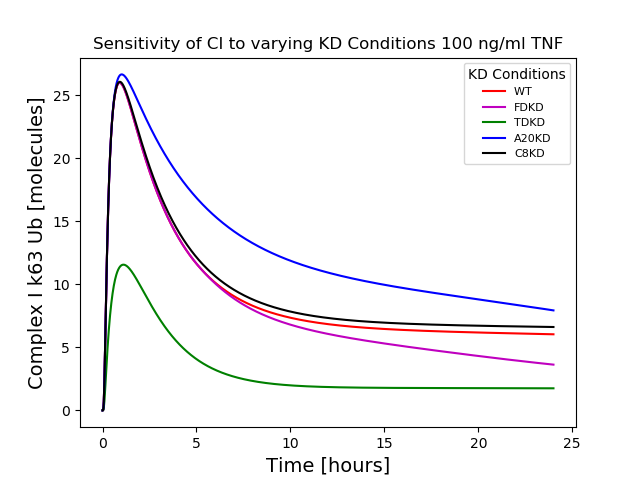 Sensitivity of CI to varying KD Conditions 100 ng/ml TNF
Complex I k63 Ub [molecules]
25
20
15
10
5
0
KD Conditions
WT
FDKD
TDKD
A20KD
C8KD
0 5 10 15 20 25
Time [hours]